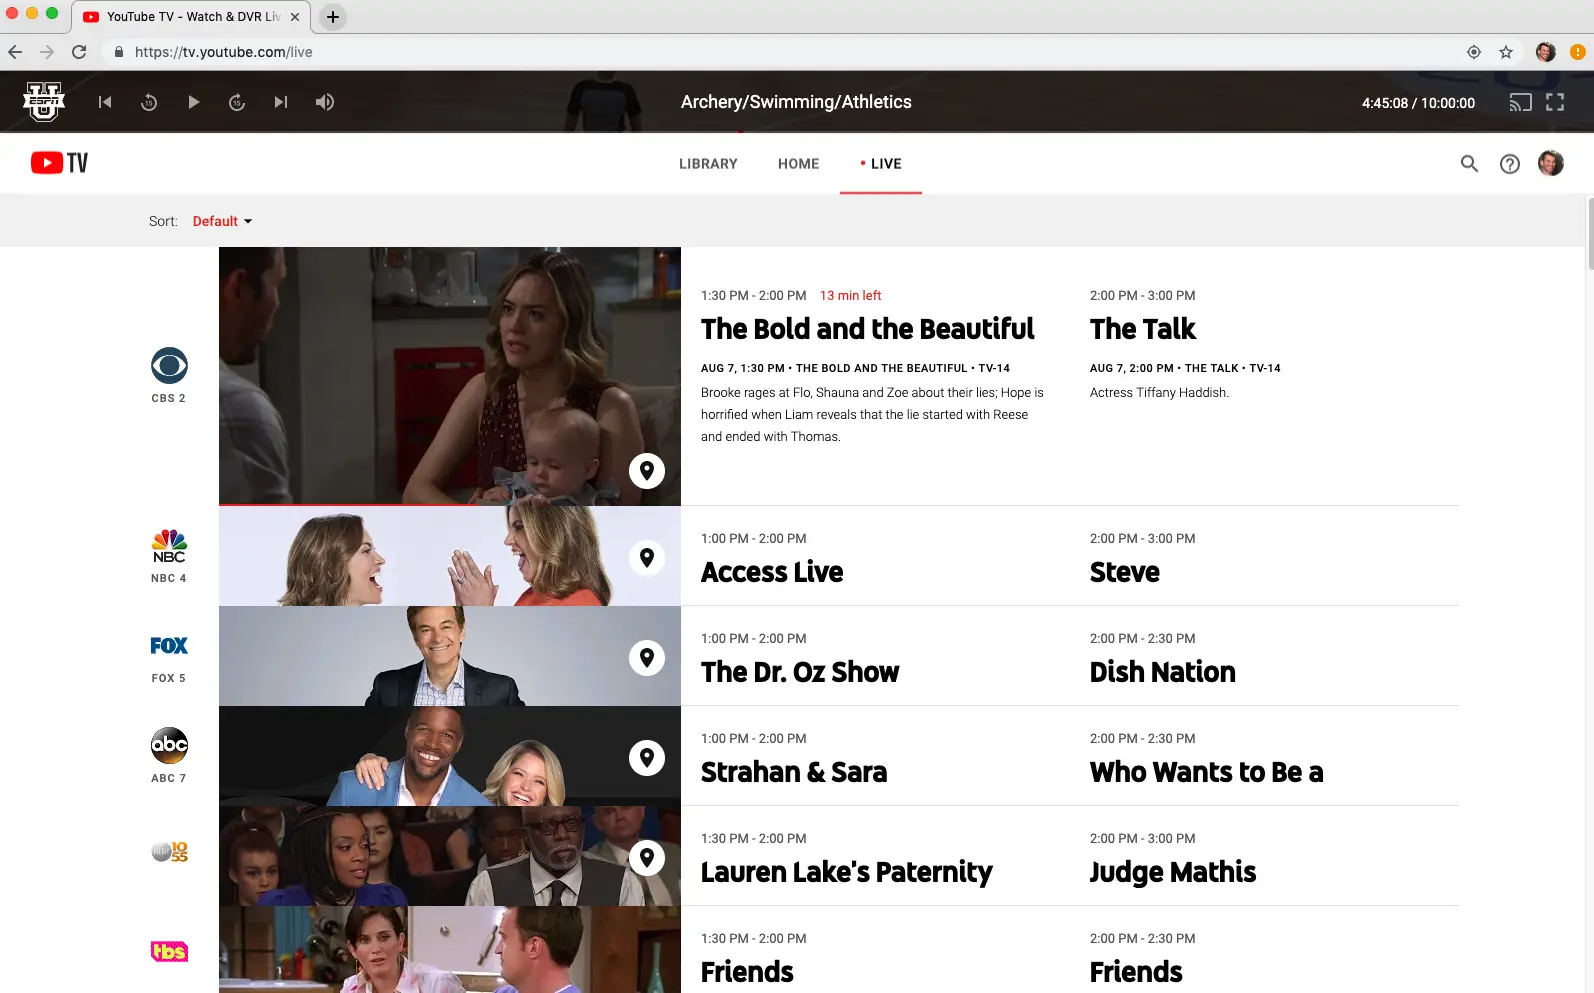 YouTube TV - Watch & DVR Liv
https://tv.youtube.com/live
ESPN
U
15
15
Archery/Swimming/Athletics
4:45:08 / 10:00:00
TV
LIBRARY
HOME
LIVE
Sort:
Default
CBS 2
1:30 PM - 2:00 PM 13 min left
The Bold and the Beautiful
AUG 7, 1:30 PM • THE BOLD AND THE BEAUTIFUL • TV-14
Brooke rages at Flo, Shauna and Zoe about their lies; Hope is
horrified when Liam reveals that the lie started with Reese
and ended with Thomas.
2:00 PM - 3:00 PM
The Talk
AUG 7, 2:00 PM • THE TALK • TV-14
Actress Tiffany Haddish.
NBC
NBC 4
1:00 PM - 2:00 PM
Access Live
2:00 PM - 3:00 PM
Steve
FOX
FOX 5
1:00 PM - 2:00 PM
The Dr. Oz Show
2:00 PM - 2:30 PM
Dish Nation
abc
ABC 7
1:00 PM - 2:00 PM
Strahan & Sara
2:00 PM - 2:30 PM
Who Wants to Be a
10
55
1:30 PM - 2:00 PM
Lauren Lake's Paternity
2:00 PM - 3:00 PM
Judge Mathis
tbs
1:30 PM - 2:00 PM
Friends
2:00 PM - 2:30 PM
Friends